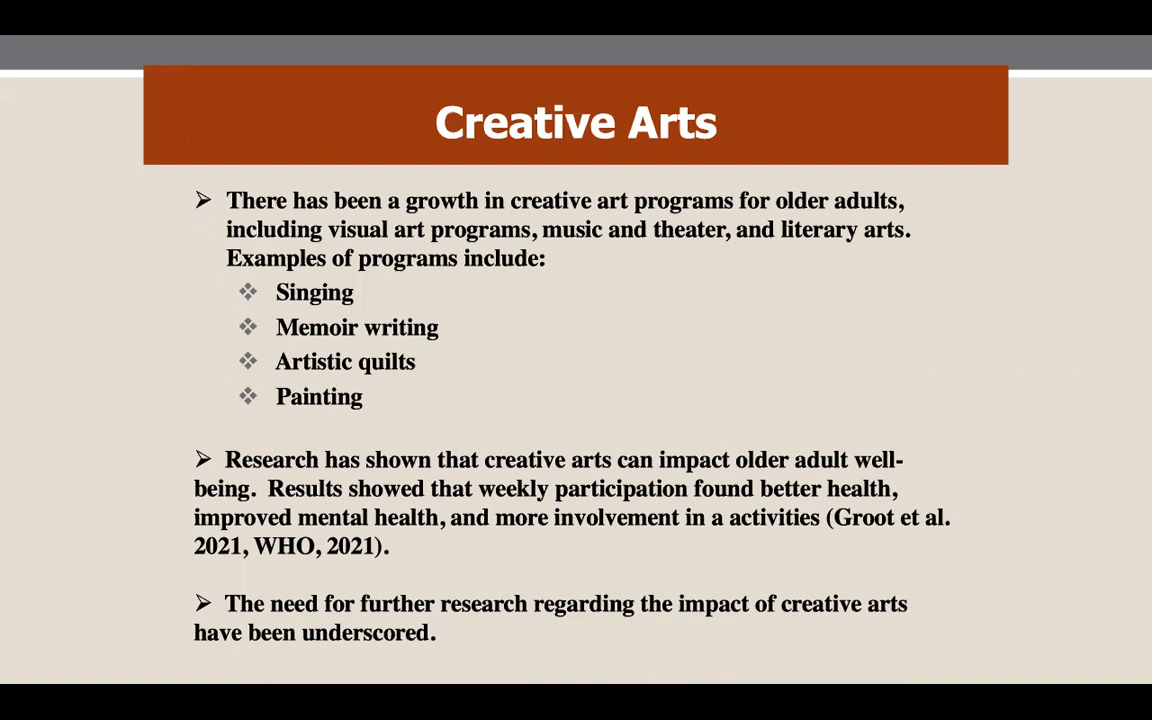 Creative Arts
➢ There has been a growth in creative art programs for older adults,
including visual art programs, music and theater, and literary arts.
Examples of programs include:
❖ Singing
❖ Memoir writing
❖ Artistic quilts
❖ Painting
➢ Research has shown that creative arts can impact older adult well-
being. Results showed that weekly participation found better health,
improved mental health, and more involvement in a activities (Groot et al.
2021, WHO, 2021).
➢ The need for further research regarding the impact of creative arts
have been underscored.